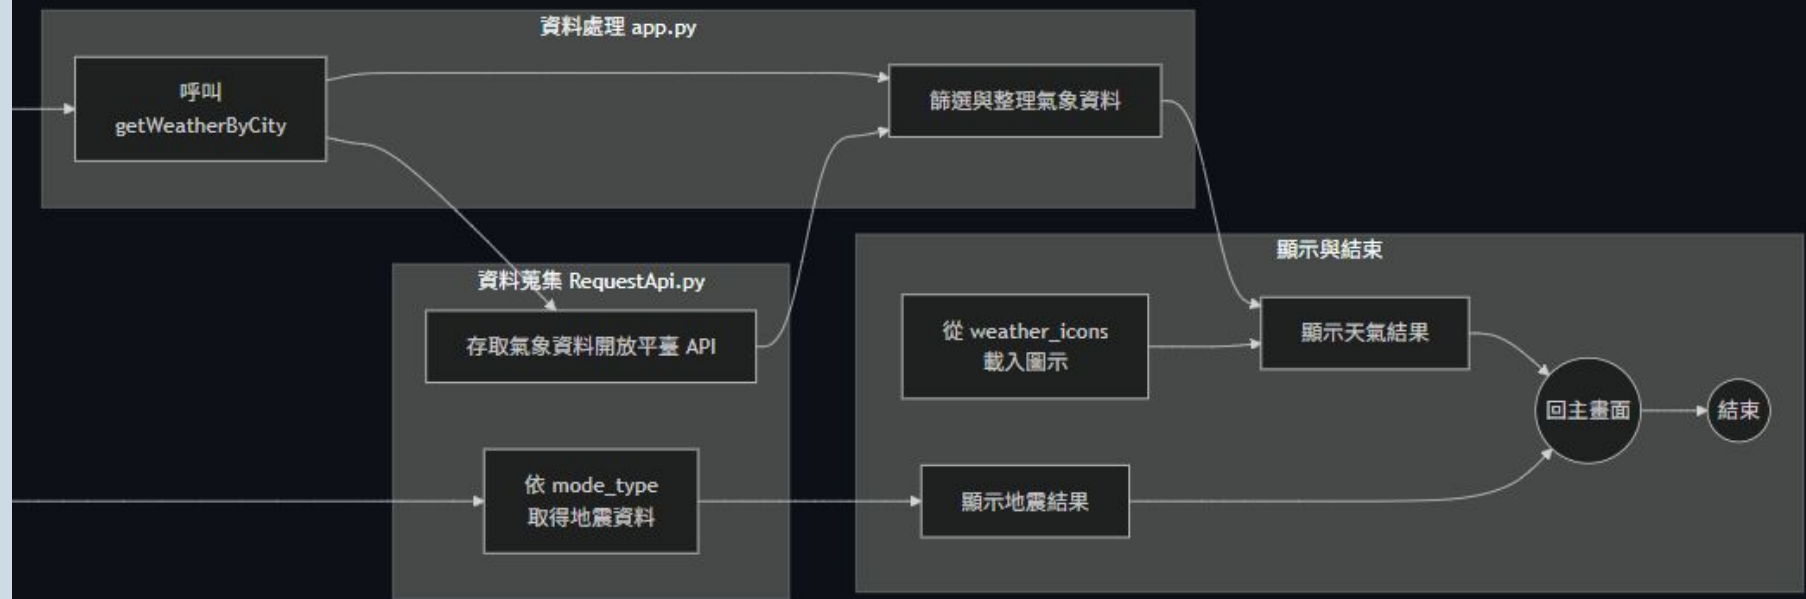 資料處理 app.py
呼叫
getWeatherByCity
篩選與整理氣象資料
資料蒐集 RequestApi.py
存取氣象資料開放平臺 API
依 mode_type
取得地震資料
顯示與結束
從 weather_icons
載入圖示
顯示天氣結果
顯示地震結果
回主畫面
結束